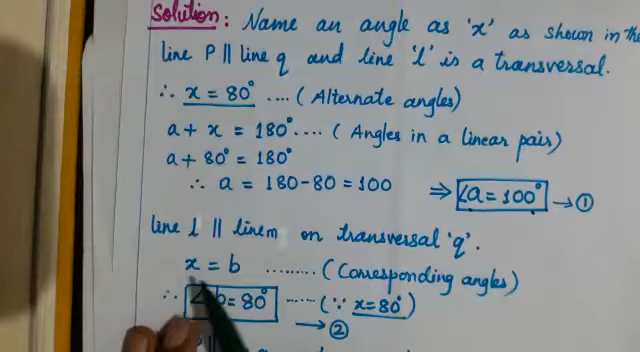 Solution: Name an angle as 'x' as shown in the
line P || line q and line 'l' is a transversal.
∴ x = 80° .... (Alternate angles)
a + x = 180° .... (Angles in a linear pair)
a + 80° = 180°
∴ a = 180 - 80 = 100 ⇒ ∠a = 100° → ①
line l || line m on transversal 'q'.
x = b ......... (Corresponding angles)
∴ ∠b = 80° ..... (∵ x = 80°)
→ ②